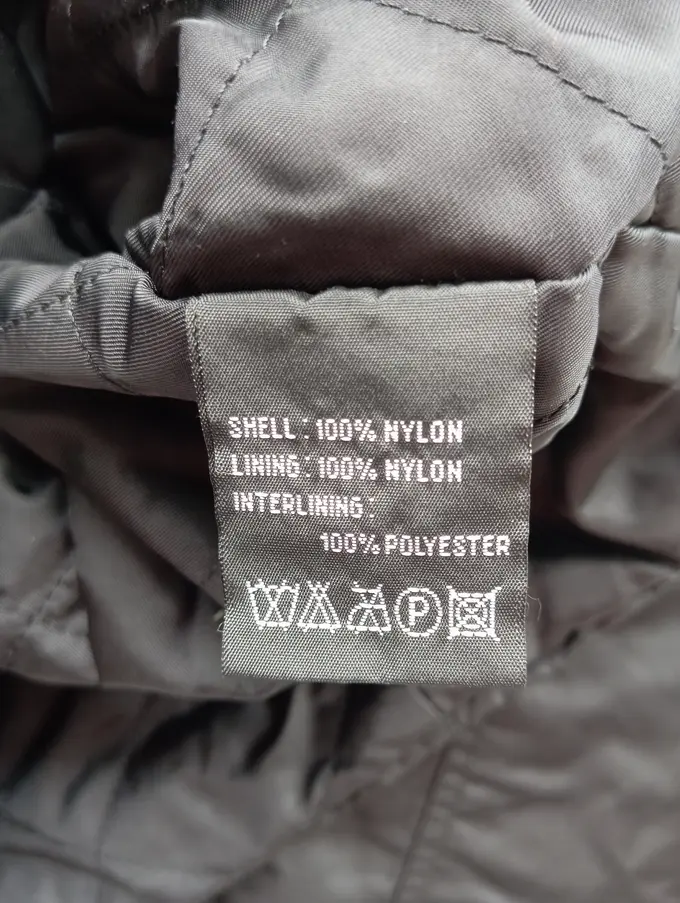 SHELL: 100% NYLON
LINING: 100% NYLON
INTERLINING:
100% POLYESTER
P